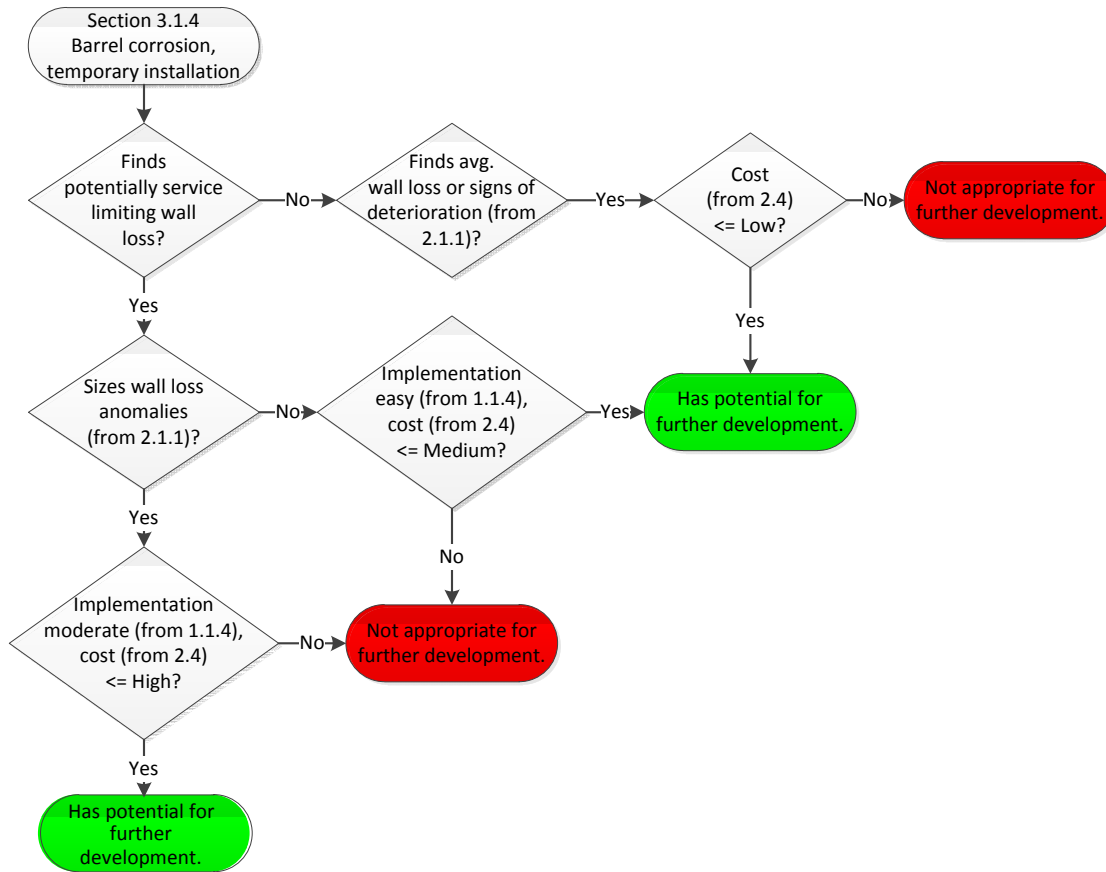 Section 3.1.4
Barrel corrosion,
temporary installation
Finds
potentially service
limiting wall
loss?
No
Finds avg.
wall loss or signs of
deterioration (from
2.1.1)?
Yes
Cost
(from 2.4)
<= Low?
No
Not appropriate for
further development.
Yes
Yes
Sizes wall loss
anomalies
(from 2.1.1)?
No
Implementation
easy (from 1.1.4),
cost (from 2.4)
<= Medium?
Yes
Has potential for
further development.
Yes
No
Implementation
moderate (from 1.1.4),
cost (from 2.4)
<= High?
No
Not appropriate for
further development.
Yes
Has potential for
further
development.